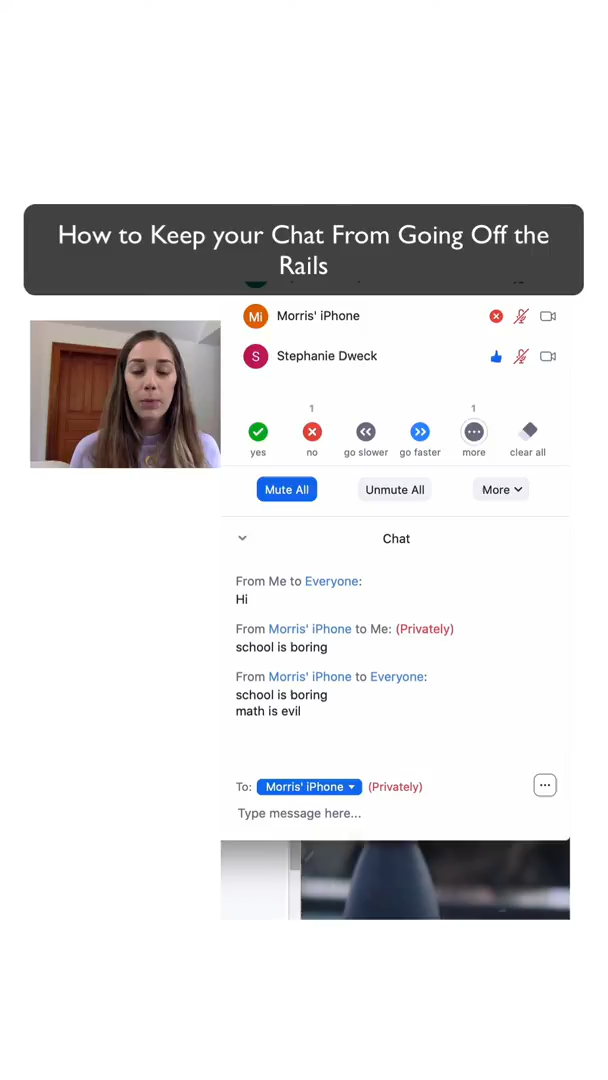 How to Keep your Chat From Going Off the
Rails
Mi Morris' iPhone
S Stephanie Dweck
1 1
yes no go slower go faster more clear all
Mute All Unmute All More
Chat
From Me to Everyone:
Hi
From Morris' iPhone to Me: (Privately)
school is boring
From Morris' iPhone to Everyone:
school is boring
math is evil
To: Morris' iPhone (Privately)
Type message here...